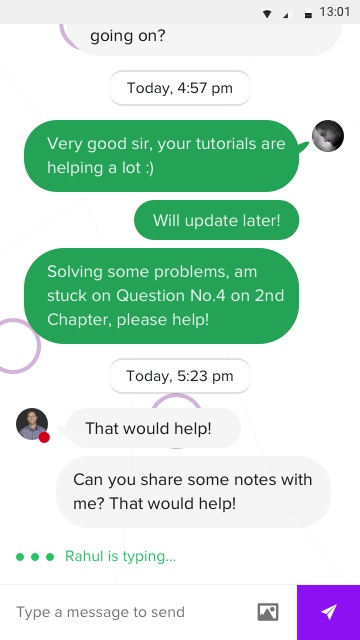 13:01
going on?
Today, 4:57 pm
Very good sir, your tutorials are
helping a lot :)
Will update later!
Solving some problems, am
stuck on Question No.4 on 2nd
Chapter, please help!
Today, 5:23 pm
That would help!
Can you share some notes with
me? That would help!
Rahul is typing...
Type a message to send